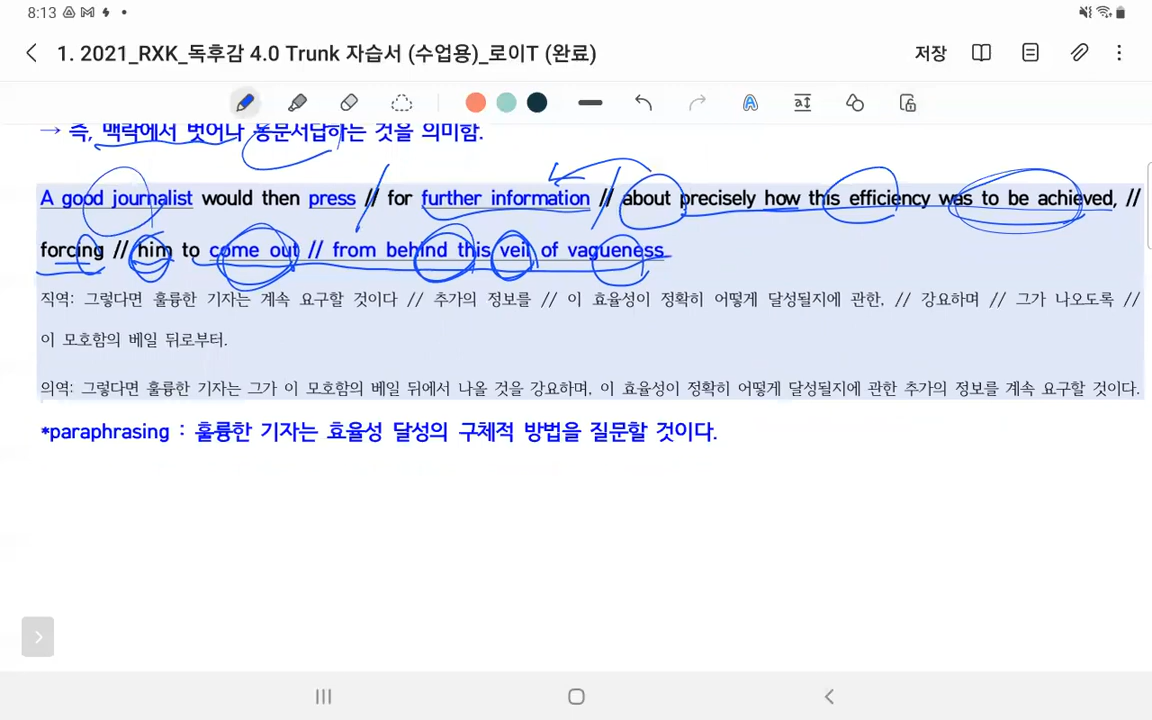 8:13
1. 2021_RXK_독후감 4.0 Trunk 자습서 (수업용)_로이T (완료)
저장
→ 즉, 맥락에서 벗어나 동문서답하는 것을 의미함.
A good journalist would then press // for further information // about precisely how this efficiency was to be achieved, //
forcing // him to come out // from behind this veil of vagueness.
직역: 그렇다면 훌륭한 기자는 계속 요구할 것이다 // 추가의 정보를 // 이 효율성이 정확히 어떻게 달성될지에 관한, // 강요하며 // 그가 나오도록 //
이 모호함의 베일 뒤로부터.
의역: 그렇다면 훌륭한 기자는 그가 이 모호함의 베일 뒤에서 나올 것을 강요하며, 이 효율성이 정확히 어떻게 달성될지에 관한 추가의 정보를 계속 요구할 것이다.
*paraphrasing : 훌륭한 기자는 효율성 달성의 구체적 방법을 질문할 것이다.